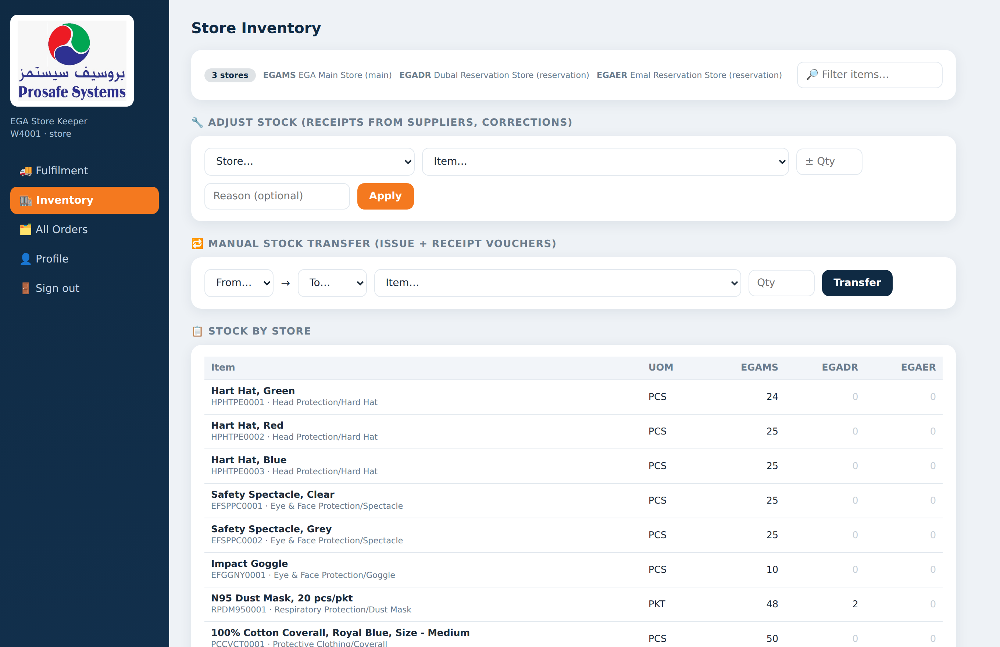 بروسيف سيستمز
Prosafe Systems
EGA Store Keeper
W4001 · store
Fulfilment
Inventory
All Orders
Profile
Sign out
Store Inventory
3 stores EGAMS EGA Main Store (main) EGADR Dubal Reservation Store (reservation) EGAER Emal Reservation Store (reservation) Filter items...
ADJUST STOCK (RECEIPTS FROM SUPPLIERS, CORRECTIONS)
Store... Item... ± Qty
Reason (optional) Apply
MANUAL STOCK TRANSFER (ISSUE + RECEIPT VOUCHERS)
From... → To... Item... Qty Transfer
STOCK BY STORE
Item UOM EGAMS EGADR EGAER
Hart Hat, Green
HPHTPE0001 · Head Protection/Hard Hat PCS 24 0 0
Hart Hat, Red
HPHTPE0002 · Head Protection/Hard Hat PCS 25 0 0
Hart Hat, Blue
HPHTPE0003 · Head Protection/Hard Hat PCS 25 0 0
Safety Spectacle, Clear
EFSPPC0001 · Eye & Face Protection/Spectacle PCS 25 0 0
Safety Spectacle, Grey
EFSPPC0002 · Eye & Face Protection/Spectacle PCS 25 0 0
Impact Goggle
EFGGNY0001 · Eye & Face Protection/Goggle PCS 10 0 0
N95 Dust Mask, 20 pcs/pkt
RPDM950001 · Respiratory Protection/Dust Mask PKT 48 2 0
100% Cotton Coverall, Royal Blue, Size - Medium
PCCVCT0001 · Protective Clothing/Coverall PCS 50 0 0